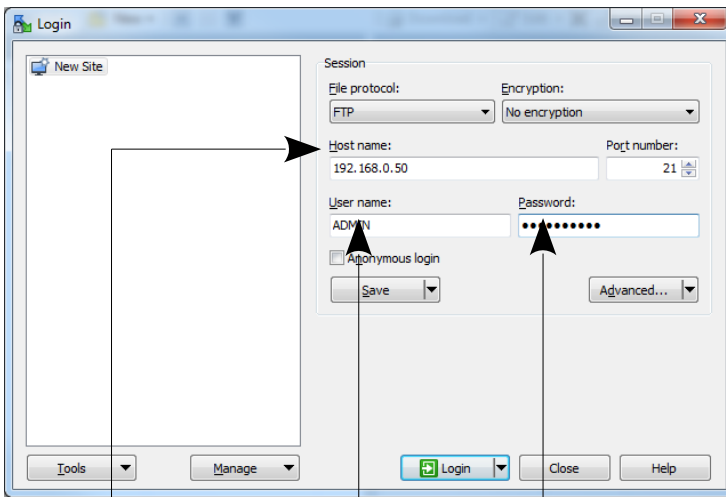 Login
New Site
Session
File protocol:
Encryption:
FTP
No encryption
Host name:
Port number:
192.168.0.50
21
User name:
Password:
ADMIN
••••••••••
Anonymous login
Save
Advanced...
Tools
Manage
Login
Close
Help